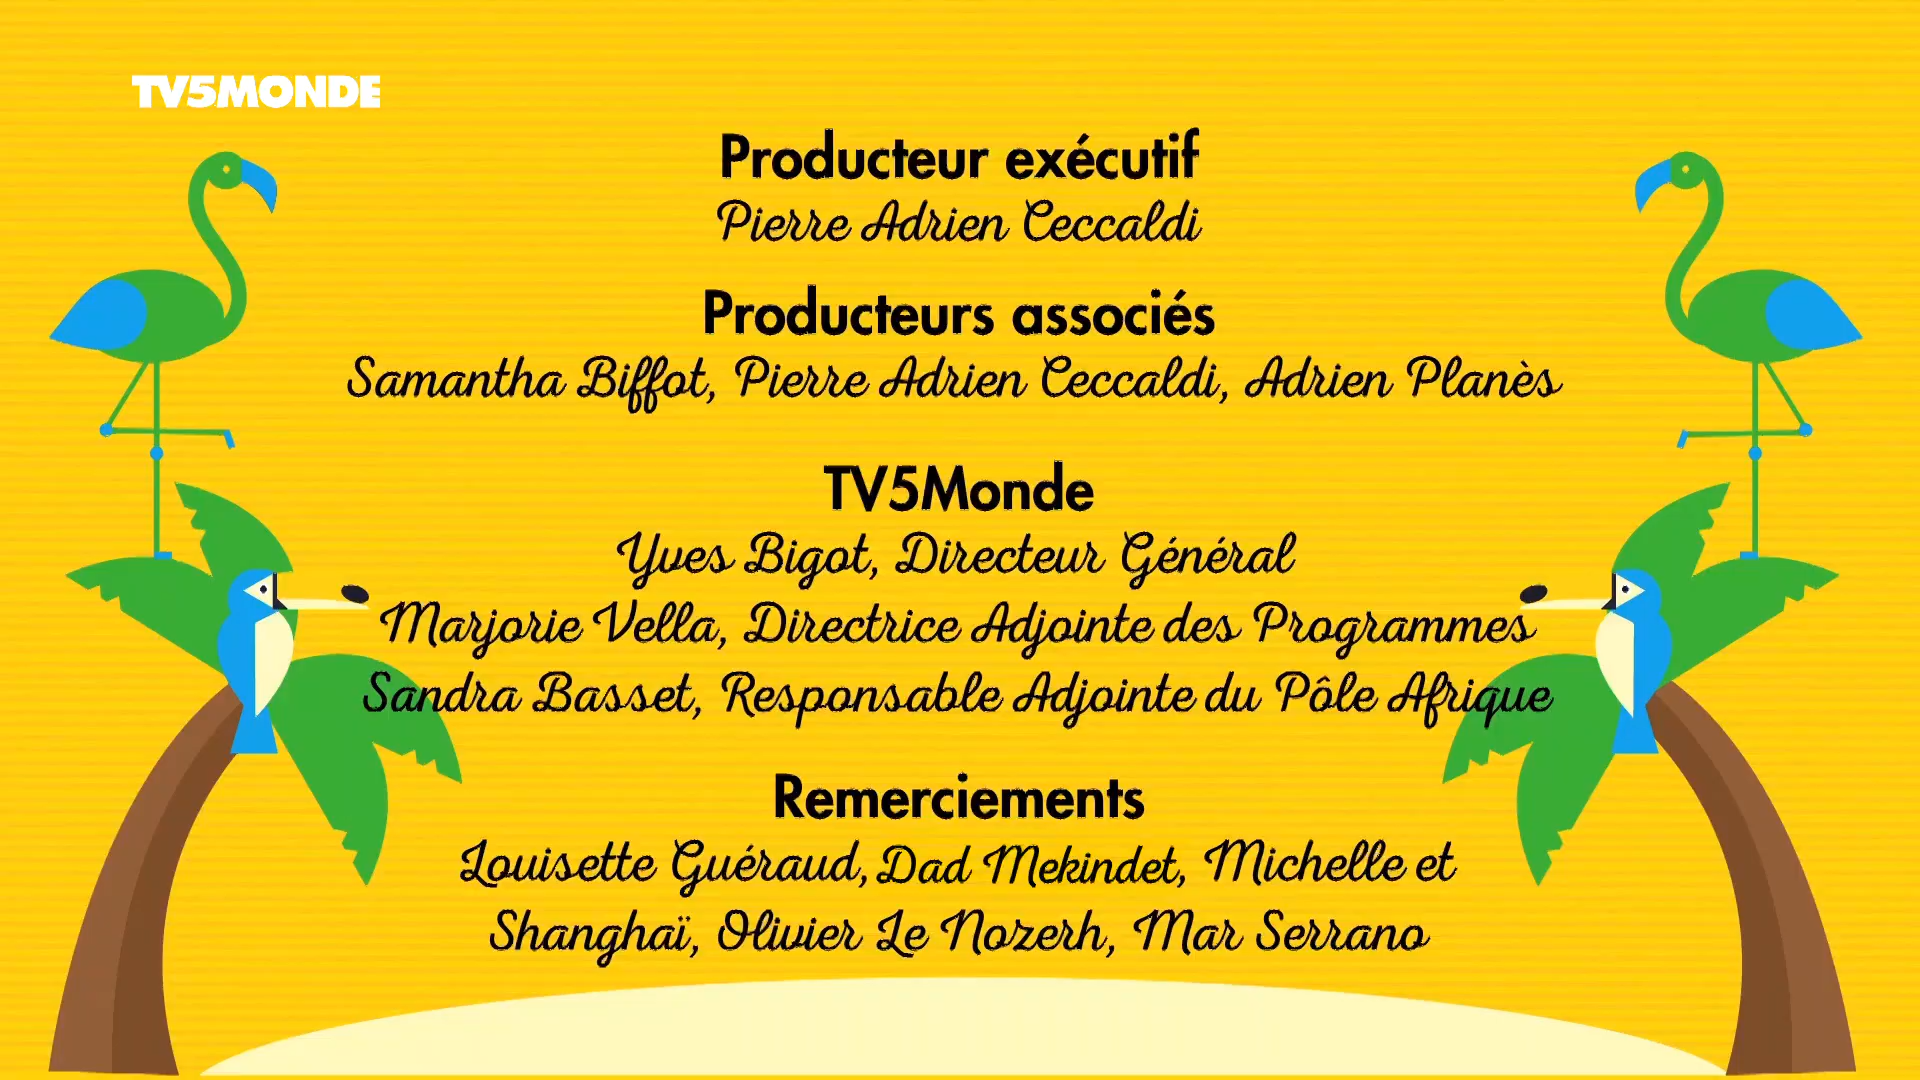 TV5MONDE
Producteur exécutif
Pierre Adrien Ceccaldi
Producteurs associés
Samantha Biffot, Pierre Adrien Ceccaldi, Adrien Planès
TV5Monde
Yves Bigot, Directeur Général
Marjorie Vella, Directrice Adjointe des Programmes
Sandra Basset, Responsable Adjointe du Pôle Afrique
Remerciements
Louisette Guéraud, Dad Mekindet, Michelle et
Shanghaï, Olivier Le Nozerh, Mar Serrano